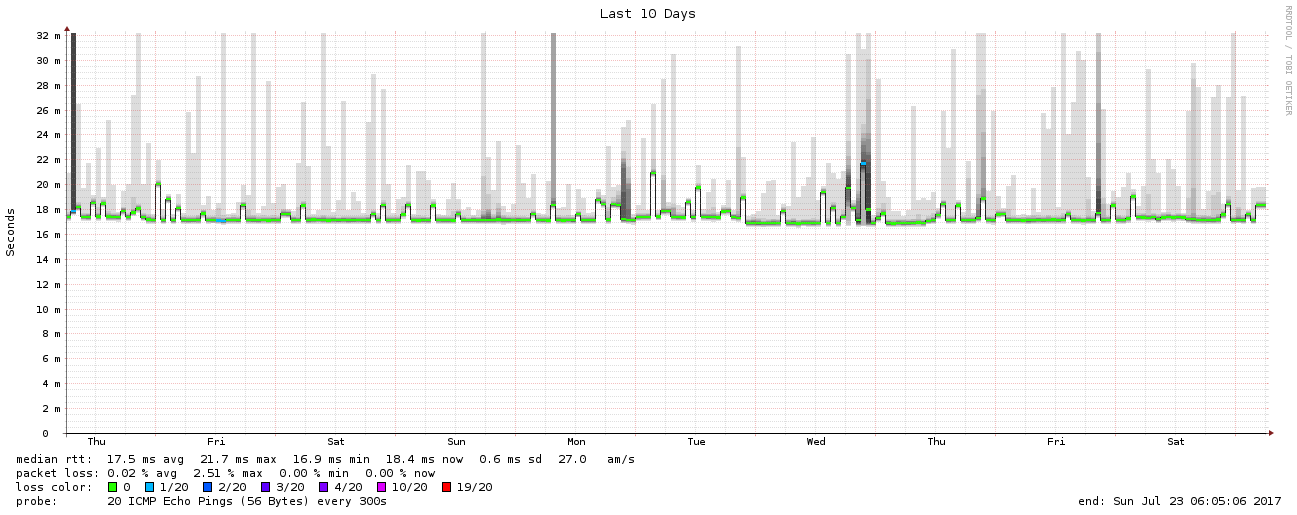 Last 10 Days
RRDTOOL / TOBI OETIKER
Seconds
32 m
30 m
28 m
26 m
24 m
22 m
20 m
18 m
16 m
14 m
12 m
10 m
8 m
6 m
4 m
2 m
0
Thu Fri Sat Sun Mon Tue Wed Thu Fri Sat
median rtt: 17.5 ms avg 21.7 ms max 16.9 ms min 18.4 ms now 0.6 ms sd 27.0 am/s
packet loss: 0.02 % avg 2.51 % max 0.00 % min 0.00 % now
loss color: 0 1/20 2/20 3/20 4/20 10/20 19/20
probe: 20 ICMP Echo Pings (56 Bytes) every 300s end: Sun Jul 23 06:05:06 2017